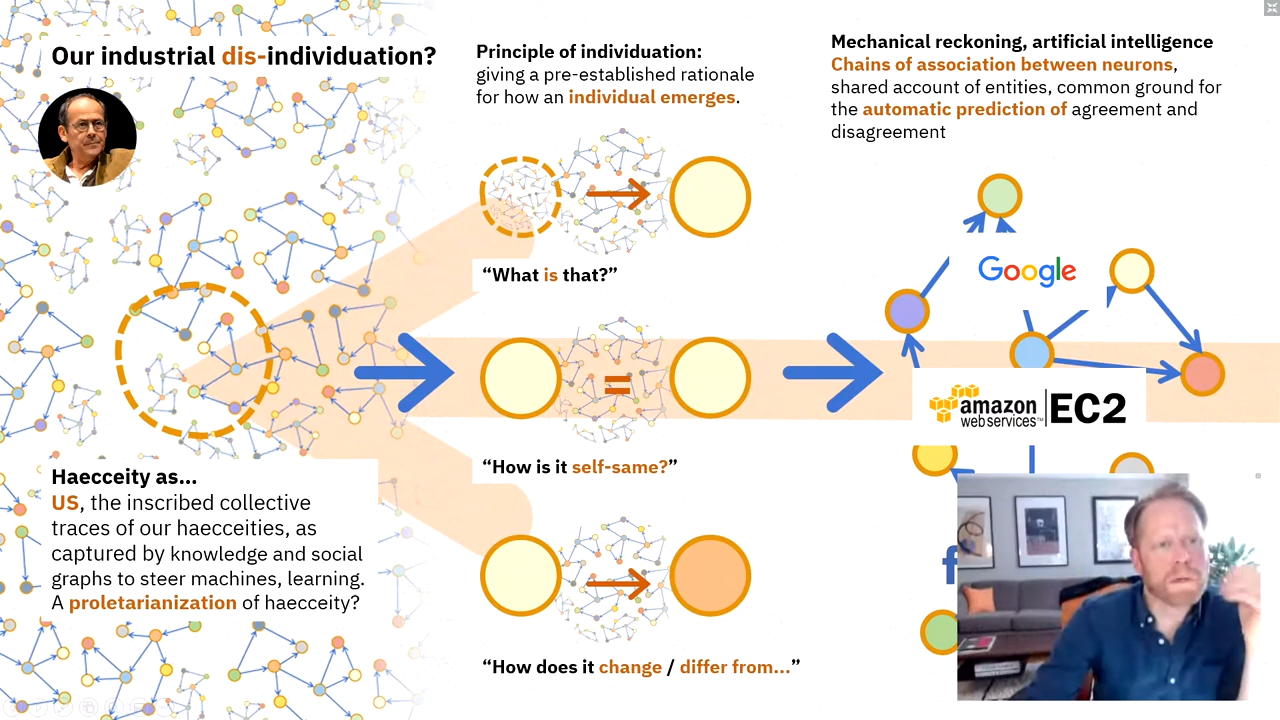 Our industrial dis-individuation?
Haecceity as...
US, the inscribed collective
traces of our haecceities, as
captured by knowledge and social
graphs to steer machines, learning.
A proletarianization of haecceity?
Principle of individuation:
giving a pre-established rationale
for how an individual emerges.
“What is that?”
=
“How is it self-same?”
“How does it change / differ from...”
Mechanical reckoning, artificial intelligence
Chains of association between neurons,
shared account of entities, common ground for
the automatic prediction of agreement and
disagreement
Google
amazon
web services™
EC2
f